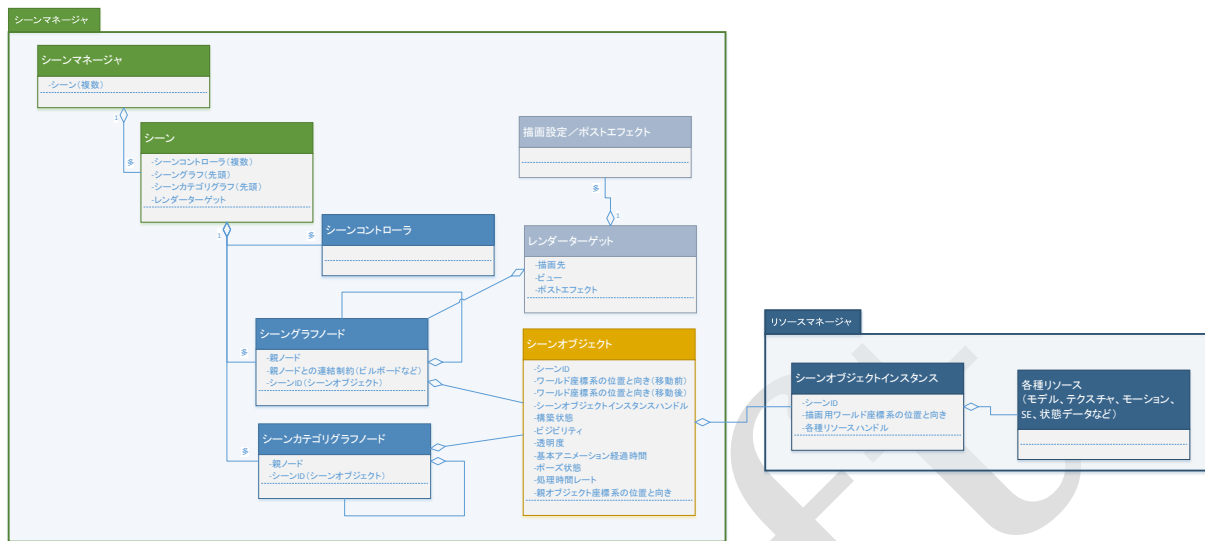 シーンマネージャ
シーンマネージャ
-シーン(複数)
1
多
シーン
-シーンコントローラ(複数)
-シーングラフ(先頭)
-シーンカテゴリグラフ(先頭)
-レンダーターゲット
1
多
シーンコントローラ
描画設定／ポストエフェクト
多
1
レンダーターゲット
-描画先
-ビュー
-ポストエフェクト
多
シーングラフノード
-親ノード
-親ノードとの連結制約(ビルボードなど)
-シーンID(シーンオブジェクト)
多
シーンカテゴリグラフノード
-親ノード
-シーンID(シーンオブジェクト)
シーンオブジェクト
-シーンID
-ワールド座標系の位置と向き(移動前)
-ワールド座標系の位置と向き(移動後)
-シーンオブジェクトインスタンスハンドル
-構築状態
-ビジビリティ
-透明度
-基本アニメーション経過時間
-ポーズ状態
-処理時間レート
-親オブジェクト座標系の位置と向き
リソースマネージャ
シーンオブジェクトインスタンス
-シーンID
-描画用ワールド座標系の位置と向き
-各種リソースハンドル
各種リソース
(モデル、テクスチャ、モーション、
SE、状態データなど)
ft